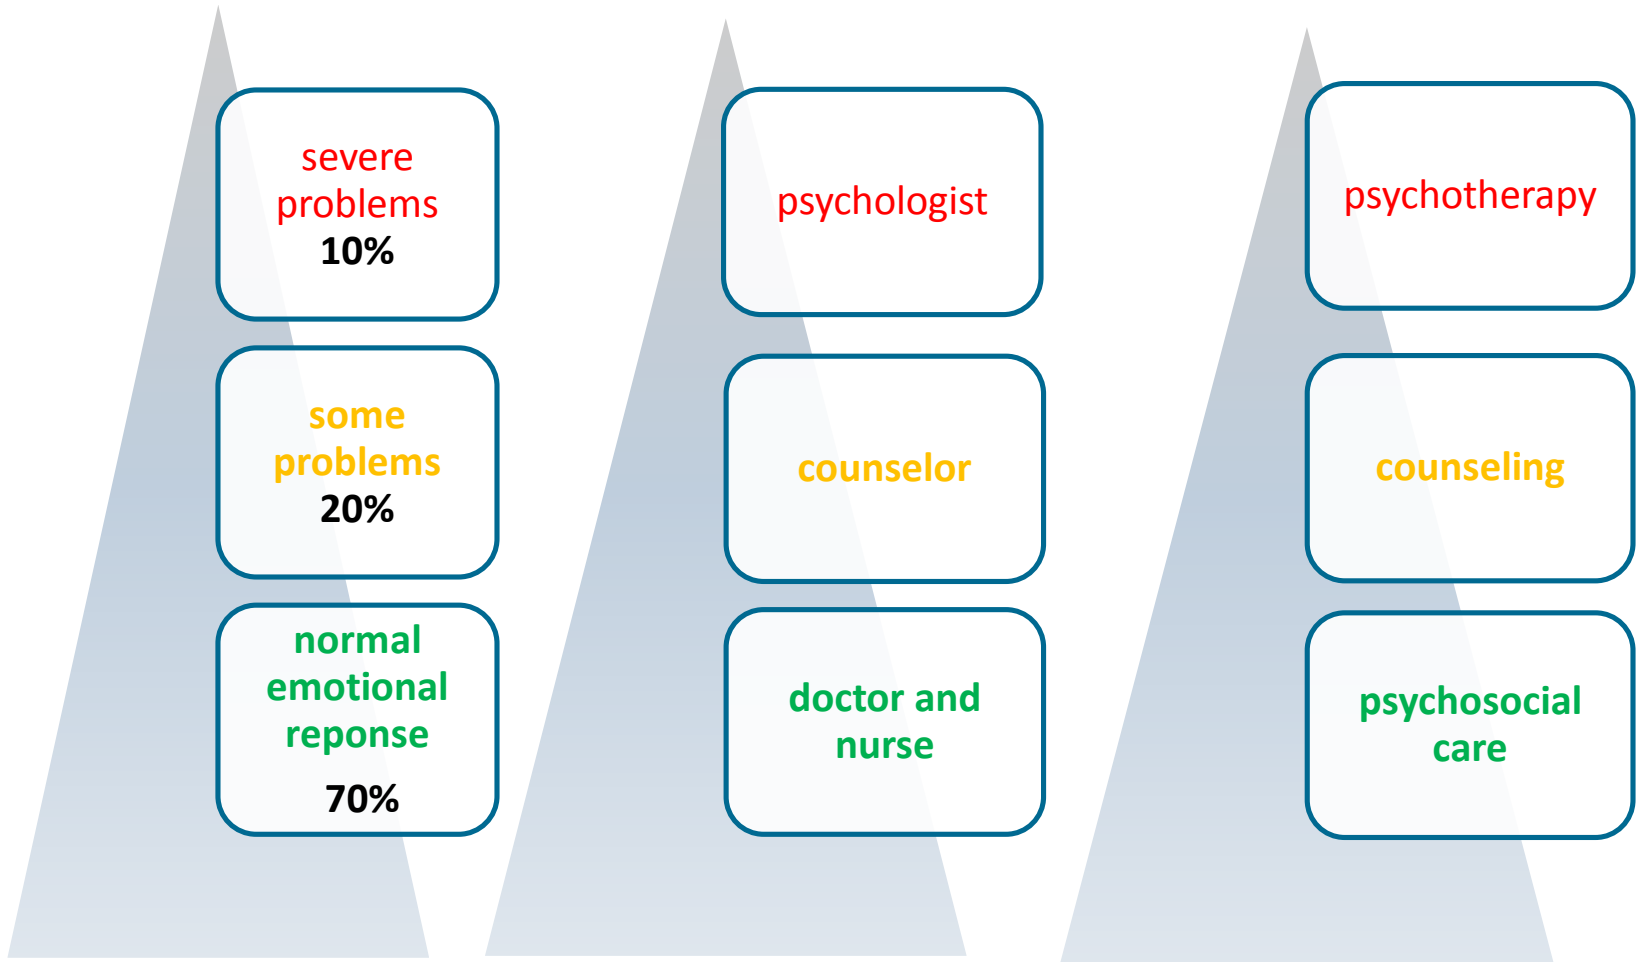 severe
problems
10%
some
problems
20%
normal
emotional
reponse
70%
psychologist
counselor
doctor and
nurse
psychotherapy
counseling
psychosocial
care